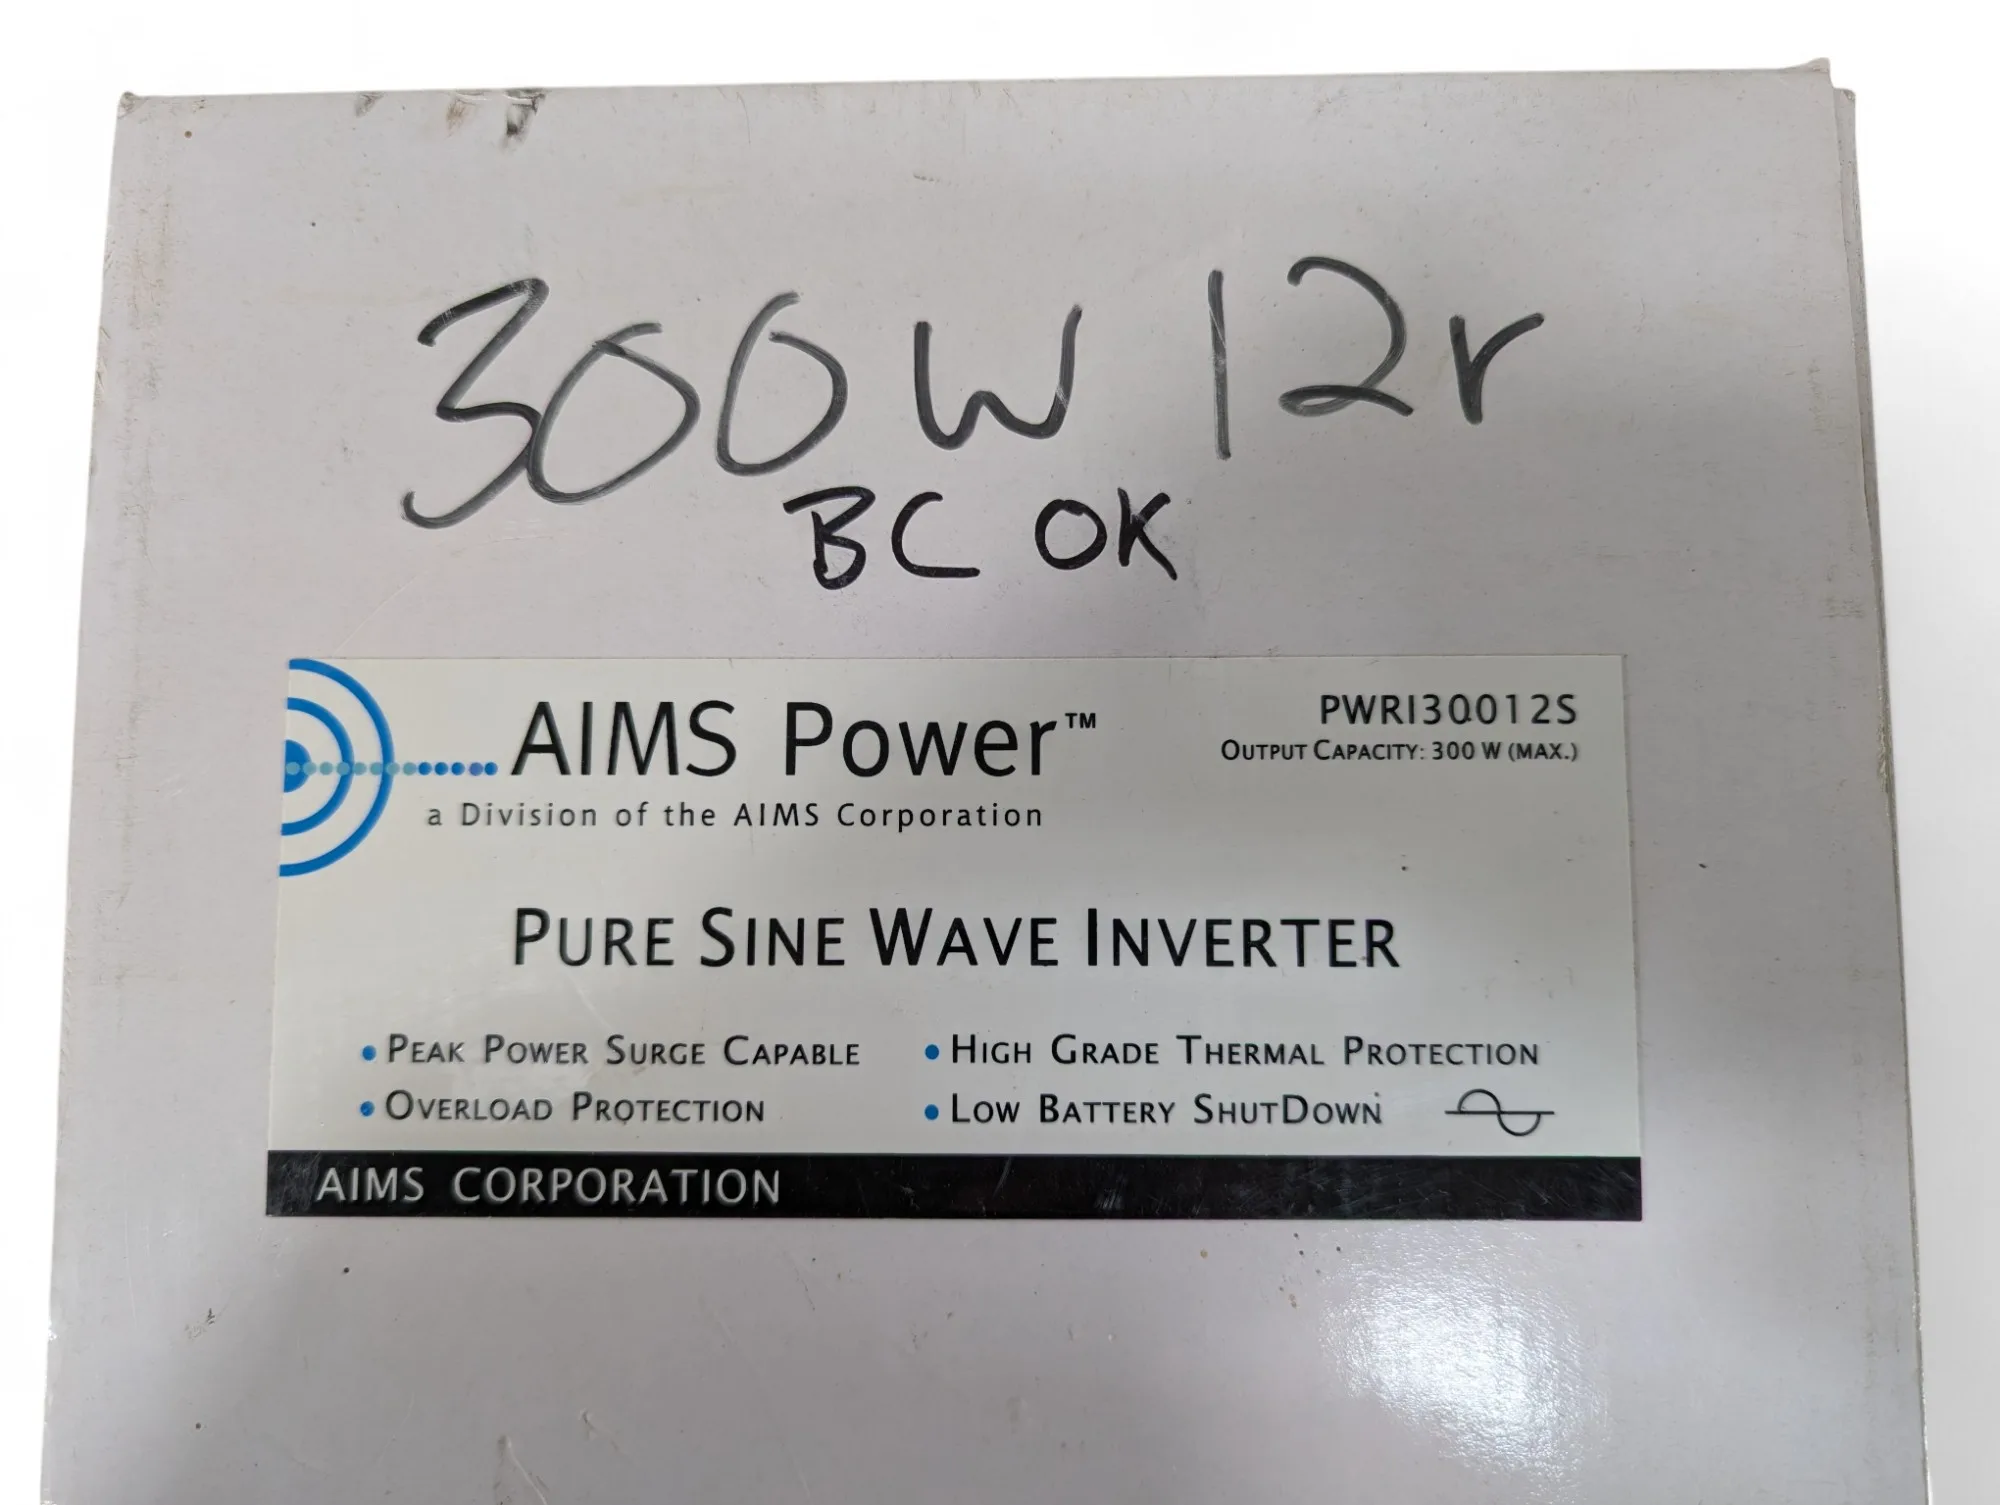 300W 12V
BC OK
AIMS Power™
a Division of the AIMS Corporation
PWRI30012S
OUTPUT CAPACITY: 300 W (MAX.)
PURE SINE WAVE INVERTER
• PEAK POWER SURGE CAPABLE
• HIGH GRADE THERMAL PROTECTION
• OVERLOAD PROTECTION
• LOW BATTERY SHUTDOWN
AIMS CORPORATION